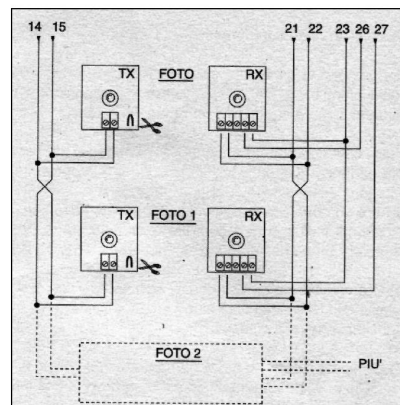 14 15 21 22 23 26 27
TX FOTO RX
TX FOTO 1 RX
FOTO 2
PIU'